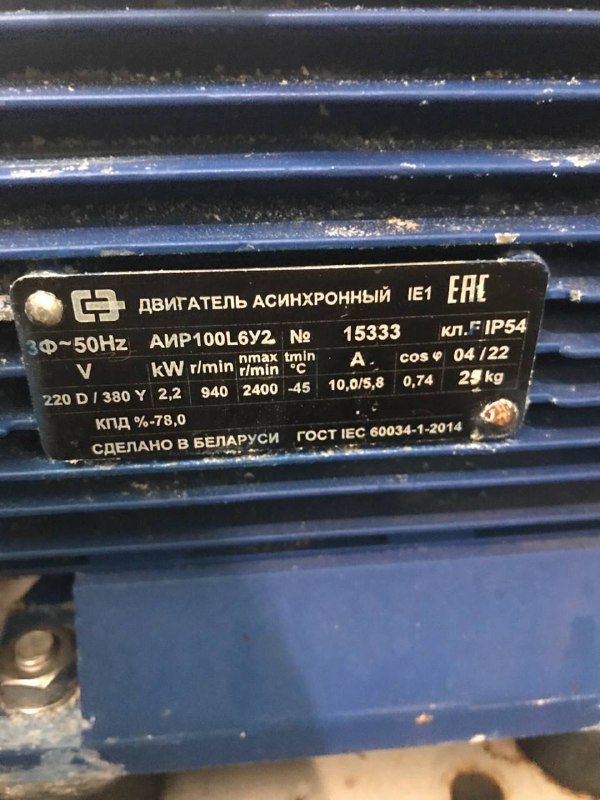 ДВИГАТЕЛЬ АСИНХРОННЫЙ IE1 EAC
3Ф~50Hz АИР100L6У2 № 15333 кл.F IP54
V kW r/min nmax r/min tmin °C A cos φ 04/22
220 D / 380 Y 2,2 940 2400 -45 10,0/5,8 0,74 25 kg
КПД %-78,0
СДЕЛАНО В БЕЛАРУСИ ГОСТ IEC 60034-1-2014